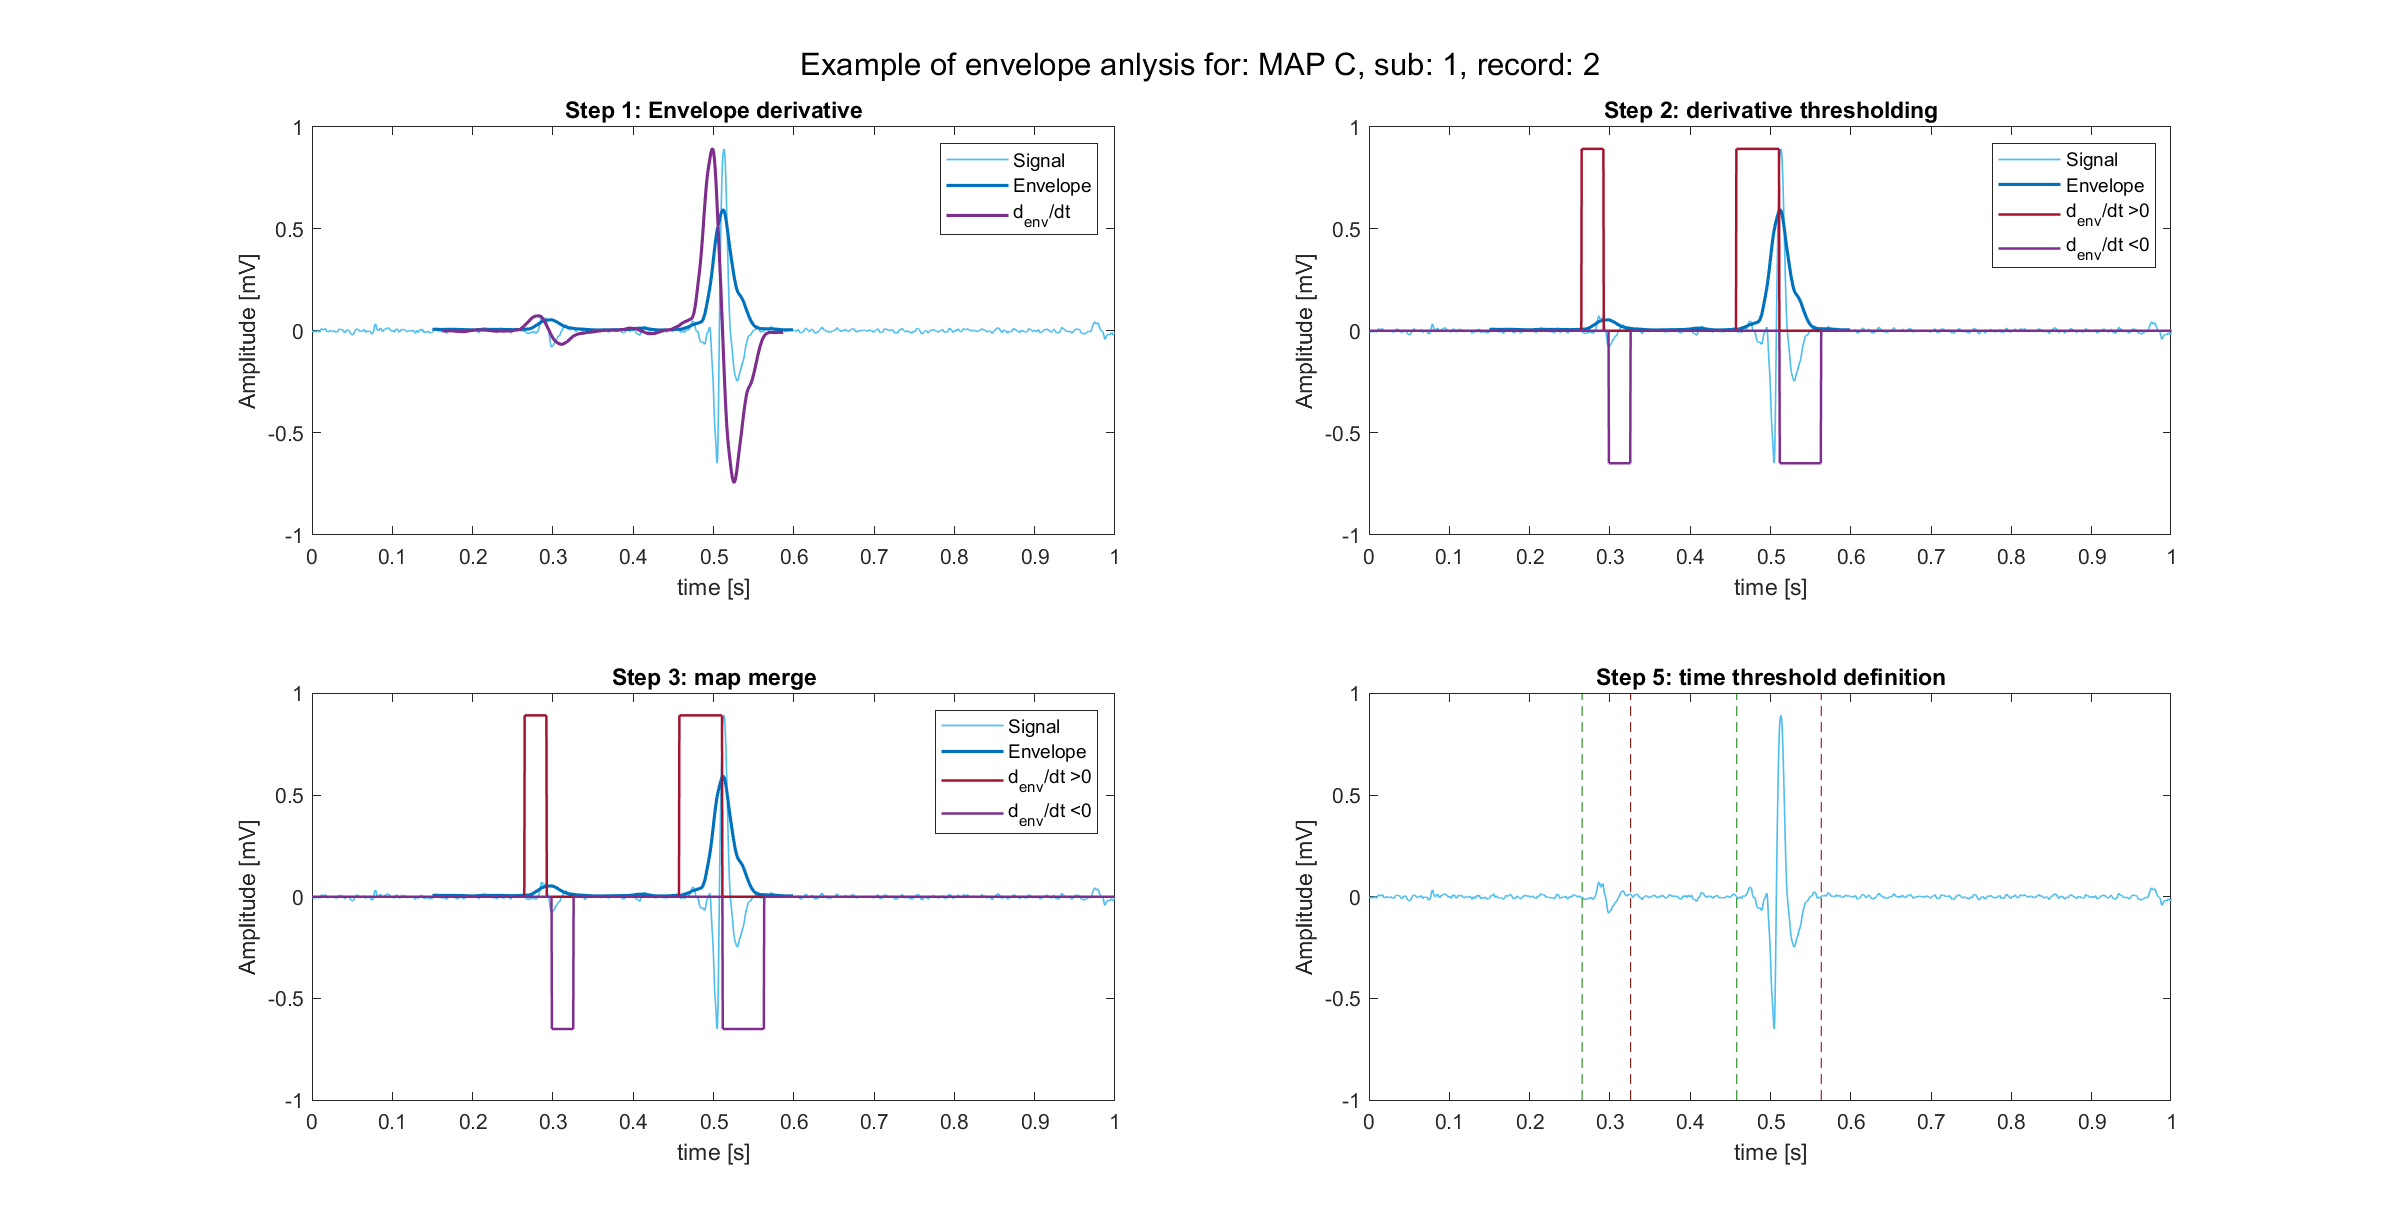 Example of envelope anlysis for: MAP C, sub: 1, record: 2
Step 1: Envelope derivative
Amplitude [mV]
1
0.5
0
-0.5
-1
0 0.1 0.2 0.3 0.4 0.5 0.6 0.7 0.8 0.9 1
time [s]
Signal
Envelope
d_env/dt
Step 2: derivative thresholding
Amplitude [mV]
1
0.5
0
-0.5
-1
0 0.1 0.2 0.3 0.4 0.5 0.6 0.7 0.8 0.9 1
time [s]
Signal
Envelope
d_env/dt >0
d_env/dt <0
Step 3: map merge
Amplitude [mV]
1
0.5
0
-0.5
-1
0 0.1 0.2 0.3 0.4 0.5 0.6 0.7 0.8 0.9 1
time [s]
Signal
Envelope
d_env/dt >0
d_env/dt <0
Step 5: time threshold definition
Amplitude [mV]
1
0.5
0
-0.5
-1
0 0.1 0.2 0.3 0.4 0.5 0.6 0.7 0.8 0.9 1
time [s]